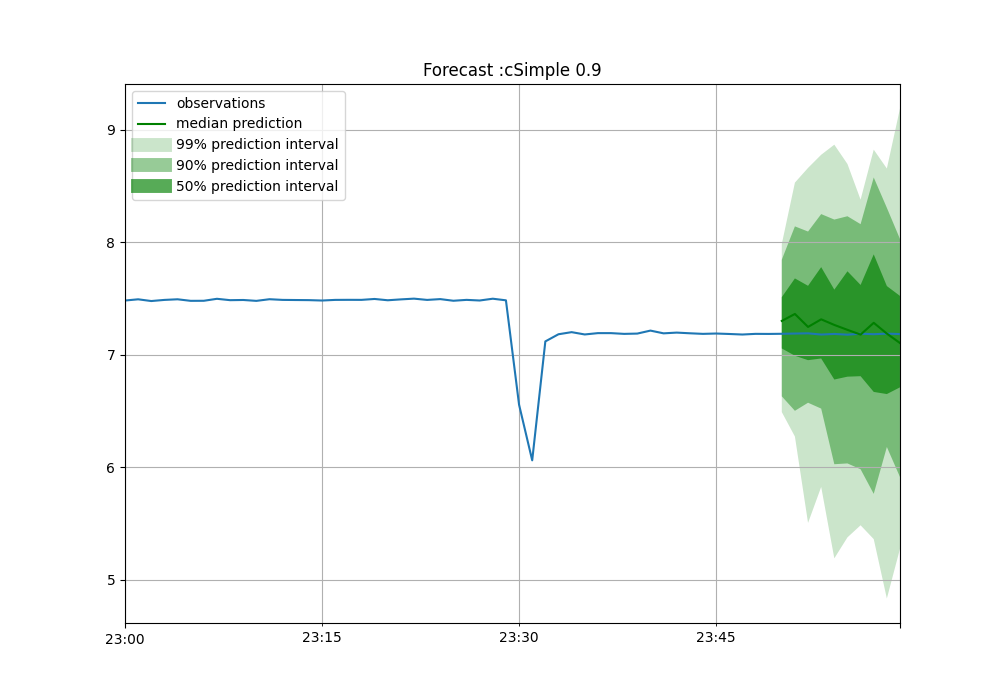 Forecast :cSimple 0.9
observations
median prediction
99% prediction interval
90% prediction interval
50% prediction interval
9
8
7
6
5
23:00
23:15
23:30
23:45